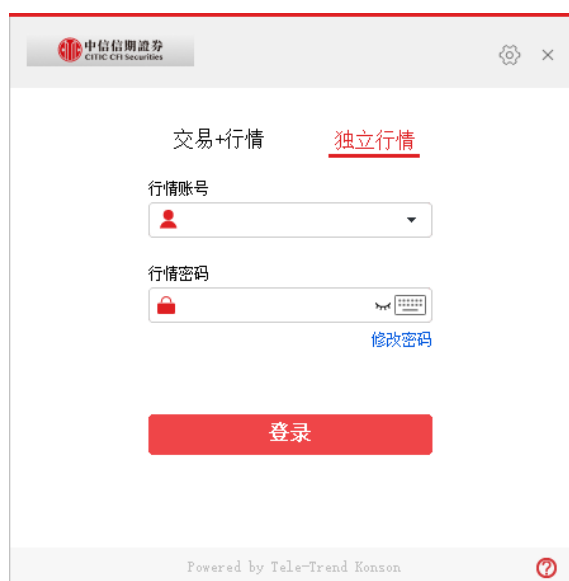 中信信期證券
CITIC CFI Securities
交易+行情 独立行情
行情账号
行情密码
修改密码
登录
Powered by Tele-Trend Konson